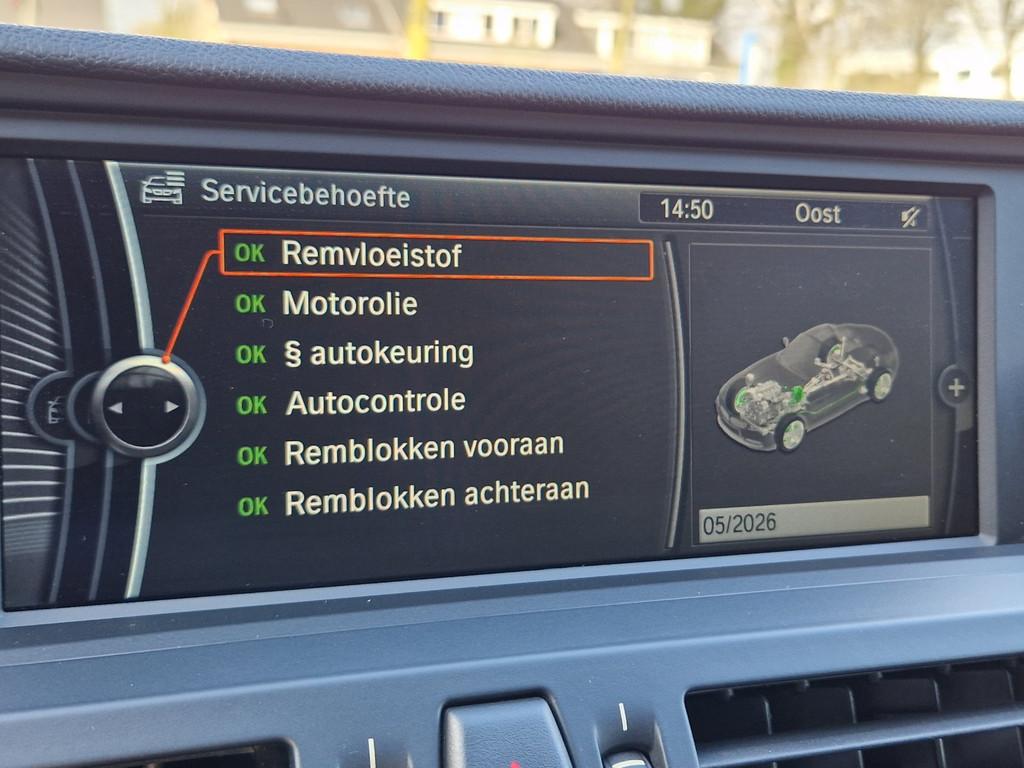 Servicebehoefte
14:50 Oost
OK Remvloeistof
OK Motorolie
OK § autokeuring
OK Autocontrole
OK Remblokken vooraan
OK Remblokken achteraan
+
05/2026